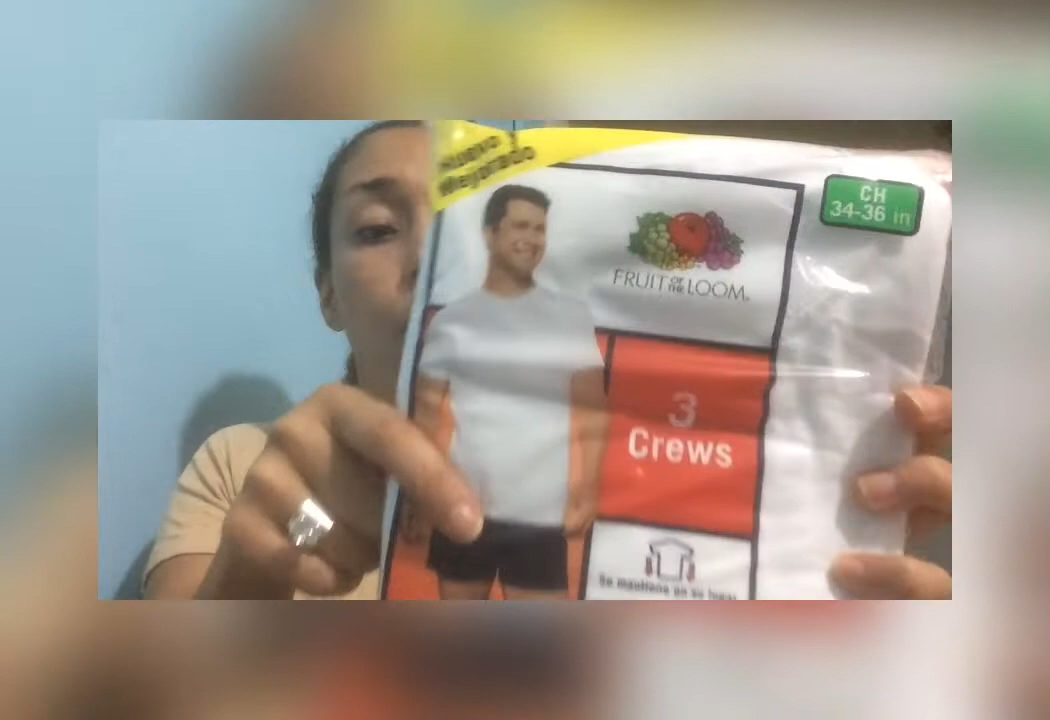 Nuevo y
Mejorado
CH
34-36 in
FRUIT OF THE LOOM®
3
Crews
Se mantiene en su lugar